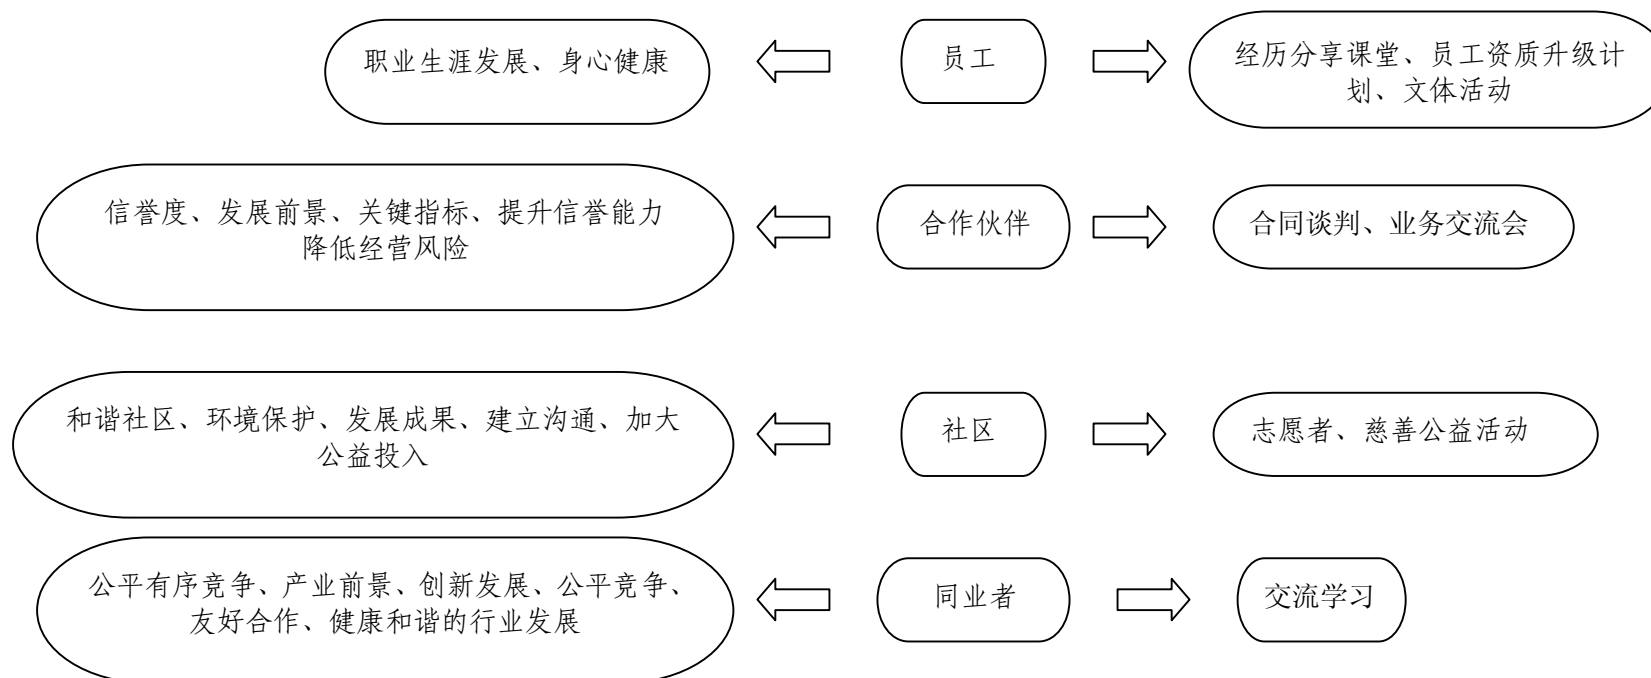 职业生涯发展、身心健康
员工
经历分享课堂、员工资质升级计
划、文体活动
信誉度、发展前景、关键指标、提升信誉能力
降低经营风险
合作伙伴
合同谈判、业务交流会
和谐社区、环境保护、发展成果、建立沟通、加大
公益投入
社区
志愿者、慈善公益活动
公平有序竞争、产业前景、创新发展、公平竞争、
友好合作、健康和谐的行业发展
同业者
交流学习